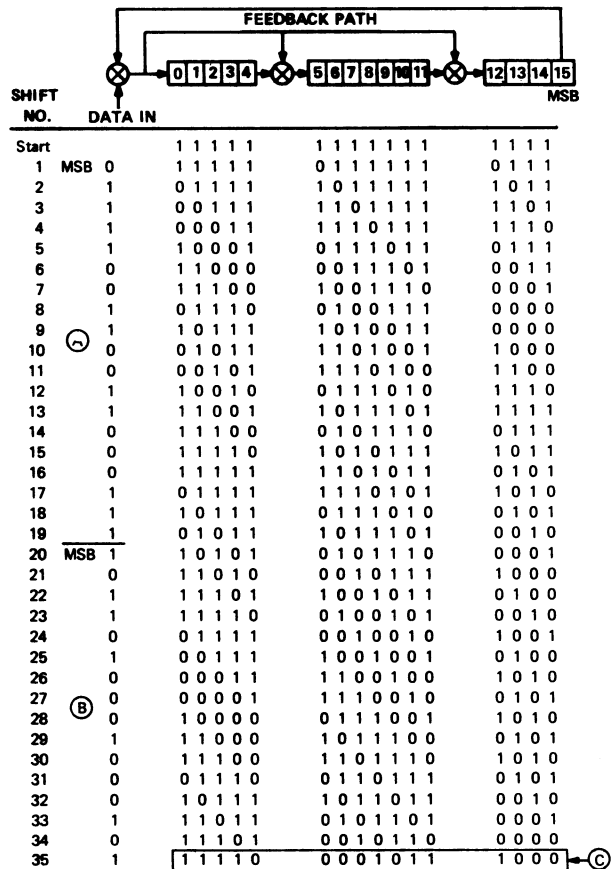 FEEDBACK PATH
0 1 2 3 4 5 6 7 8 9 10 11 12 13 14 15
SHIFT NO. DATA IN MSB
Start 1 1 1 1 1 1 1 1 1 1 1 1 1 1 1 1
1 MSB 0 1 1 1 1 1 0 1 1 1 1 1 1 0 1 1 1
2 1 0 1 1 1 1 1 0 1 1 1 1 1 1 0 1 1
3 1 0 0 1 1 1 1 1 0 1 1 1 1 1 1 0 1
4 1 0 0 0 1 1 1 1 1 0 1 1 1 1 1 1 0
5 1 1 0 0 0 1 0 1 1 1 0 1 1 0 1 1 1
6 0 1 1 0 0 0 0 0 1 1 1 0 1 0 0 1 1
7 0 1 1 1 0 0 1 0 0 1 1 1 0 0 0 0 1
8 1 0 1 1 1 0 0 1 0 0 1 1 1 0 0 0 0
9 1 1 0 1 1 1 0 1 0 0 0 1 1 0 0 0 0
10 0 0 1 0 1 1 1 1 0 1 0 0 1 1 0 0 0
11 0 0 0 1 0 1 1 1 1 0 1 0 0 1 1 0 0
12 1 1 0 0 1 0 1 1 1 1 0 1 0 1 1 1 0
13 1 1 1 0 0 1 1 0 1 1 1 0 1 1 1 1 1
14 0 1 1 1 0 0 0 1 0 1 1 1 0 0 1 1 1
15 0 1 1 1 1 0 1 0 1 0 1 1 1 1 0 1 1
16 0 1 1 1 1 1 1 1 0 1 0 1 1 0 1 0 1
17 1 0 1 1 1 1 1 1 1 0 1 0 1 1 0 1 0
18 1 1 0 1 1 1 0 1 1 1 0 1 0 0 1 0 1
19 1 0 1 0 1 1 1 0 1 1 1 0 1 0 0 1 0
20 MSB 1 1 0 1 0 1 0 1 0 1 1 1 0 0 0 0 1
21 0 1 1 0 1 0 0 0 1 0 1 1 1 1 0 0 0
22 1 1 1 1 0 1 1 0 0 1 0 1 1 0 1 0 0
23 1 1 1 1 1 0 0 1 0 0 1 0 1 0 0 1 0
24 0 0 1 1 1 1 0 0 1 0 0 1 0 1 0 0 1
25 1 0 0 1 1 1 1 0 0 1 0 0 1 0 1 0 0
26 0 0 0 0 1 1 1 1 0 0 1 0 0 1 0 1 0
27 0 0 0 0 0 1 1 1 1 0 0 1 0 0 1 0 1
28 B 0 1 0 0 0 0 0 1 1 1 0 0 1 1 0 1 0
29 1 1 1 0 0 0 1 0 1 1 1 0 0 0 1 0 1
30 0 1 1 1 0 0 1 1 0 1 1 1 0 1 0 1 0
31 0 0 1 1 1 0 0 1 1 0 1 1 1 0 1 0 1
32 0 1 0 1 1 1 1 0 1 1 0 1 1 0 0 1 0
33 1 1 1 0 1 1 0 1 0 1 1 0 1 1 0 0 0 1
34 0 1 1 1 0 1 0 0 1 0 1 1 0 0 0 0 0
35 1 1 1 1 1 0 0 0 0 1 0 1 1 1 0 0 0 C